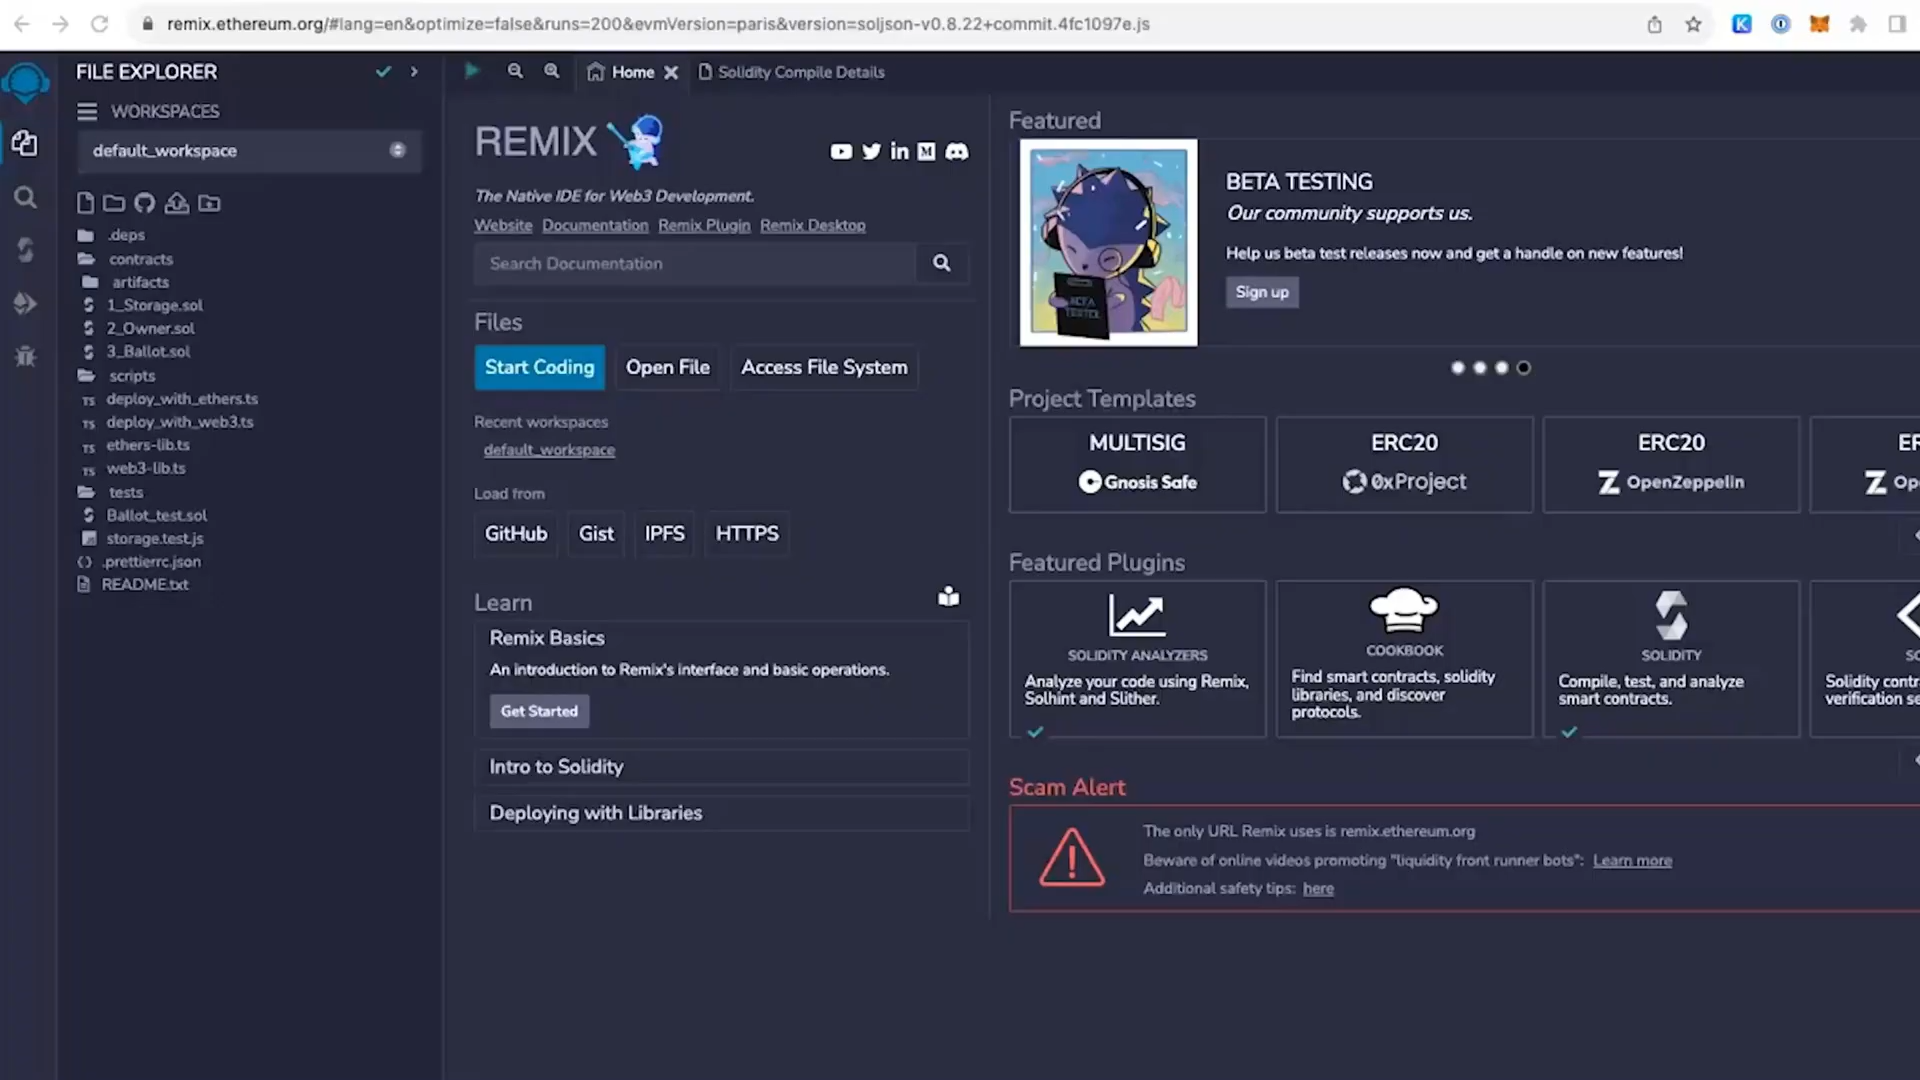 remix.ethereum.org/#lang=en&optimize=false&runs=200&evmVersion=paris&version=soljson-v0.8.22+commit.4fc1097e.js
FILE EXPLORER
WORKSPACES
default_workspace
.deps
contracts
artifacts
1_Storage.sol
2_Owner.sol
3_Ballot.sol
scripts
TS deploy_with_ethers.ts
TS deploy_with_web3.ts
TS ethers-lib.ts
TS web3-lib.ts
tests
Ballot_test.sol
storage.test.js
.prettierrc.json
README.txt
Home
Solidity Compile Details
REMIX
The Native IDE for Web3 Development.
Website Documentation Remix Plugin Remix Desktop
Search Documentation
Files
Start Coding Open File Access File System
Recent workspaces
default_workspace
Load from
GitHub Gist IPFS HTTPS
Learn
Remix Basics
An introduction to Remix's interface and basic operations.
Get Started
Intro to Solidity
Deploying with Libraries
Featured
BETA TESTER
BETA TESTING
Our community supports us.
Help us beta test releases now and get a handle on new features!
Sign up
Project Templates
MULTISIG
Gnosis Safe
ERC20
0xProject
ERC20
OpenZeppelin
Featured Plugins
SOLIDITY ANALYZERS
Analyze your code using Remix,
Solhint and Slither.
COOKBOOK
Find smart contracts, solidity
libraries, and discover
protocols.
SOLIDITY
Compile, test, and analyze
smart contracts.
Solidity
verification
Scam Alert
The only URL Remix uses is remix.ethereum.org
Beware of online videos promoting "liquidity front runner bots": Learn more
Additional safety tips: here